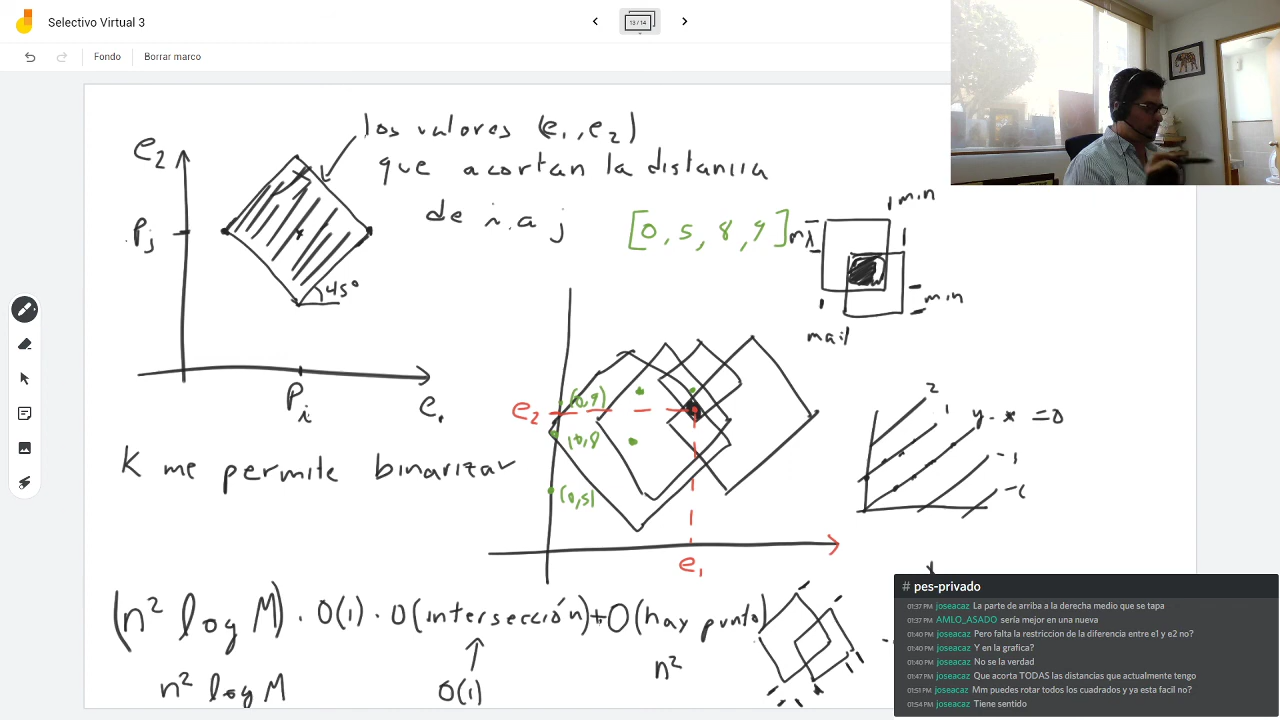 Selectivo Virtual 3
13 / 14
Fondo
Borrar marco
e2
Pj
Pi
e1
45°
los valores (e1, e2)
que acortan la distancia
de i a j
[0, 5, 8, 9]
min
min
K me permite binarizar
e2
(0,9)
(0,8
(0,5)
e1
2
1
y - x = 0
-1
(n² log M) · O(1) · O(intersección) + O(hay punto)
n² log M
O(1)
n²
# pes-privado
01:37 PM joseacaz La parte de arriba a la derecha medio que se tapa
01:37 PM AMLO_ASADO sería mejor en una nueva
01:40 PM joseacaz Pero falta la restriccion de la diferencia entre e1 y e2 no?
01:40 PM joseacaz Y en la grafica?
01:40 PM joseacaz No se la verdad
01:47 PM joseacaz Que acorta TODAS las distancias que actualmente tengo
01:51 PM joseacaz Mm puedes rotar todos los cuadrados y ya esta facil no?
01:54 PM joseacaz Tiene sentido